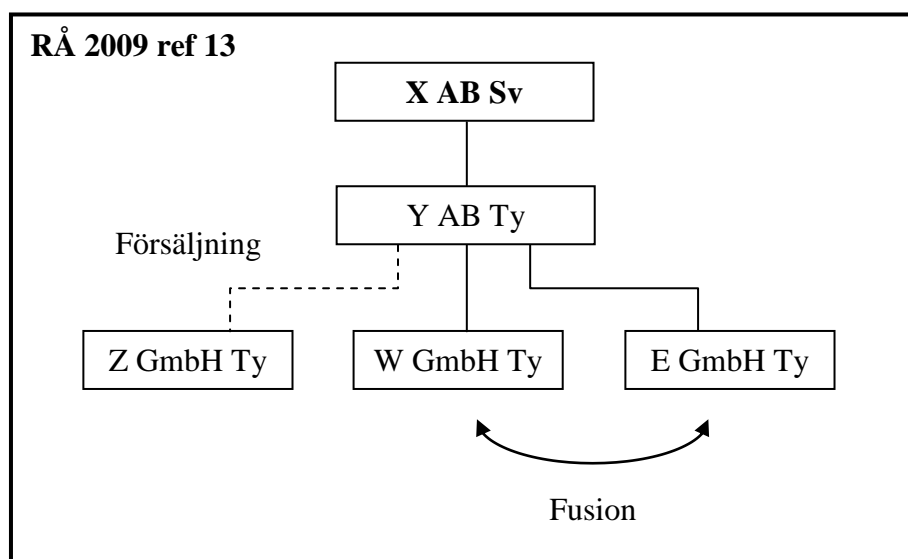 RÅ 2009 ref 13
X AB Sv
Y AB Ty
Försäljning
Z GmbH Ty
W GmbH Ty
E GmbH Ty
Fusion